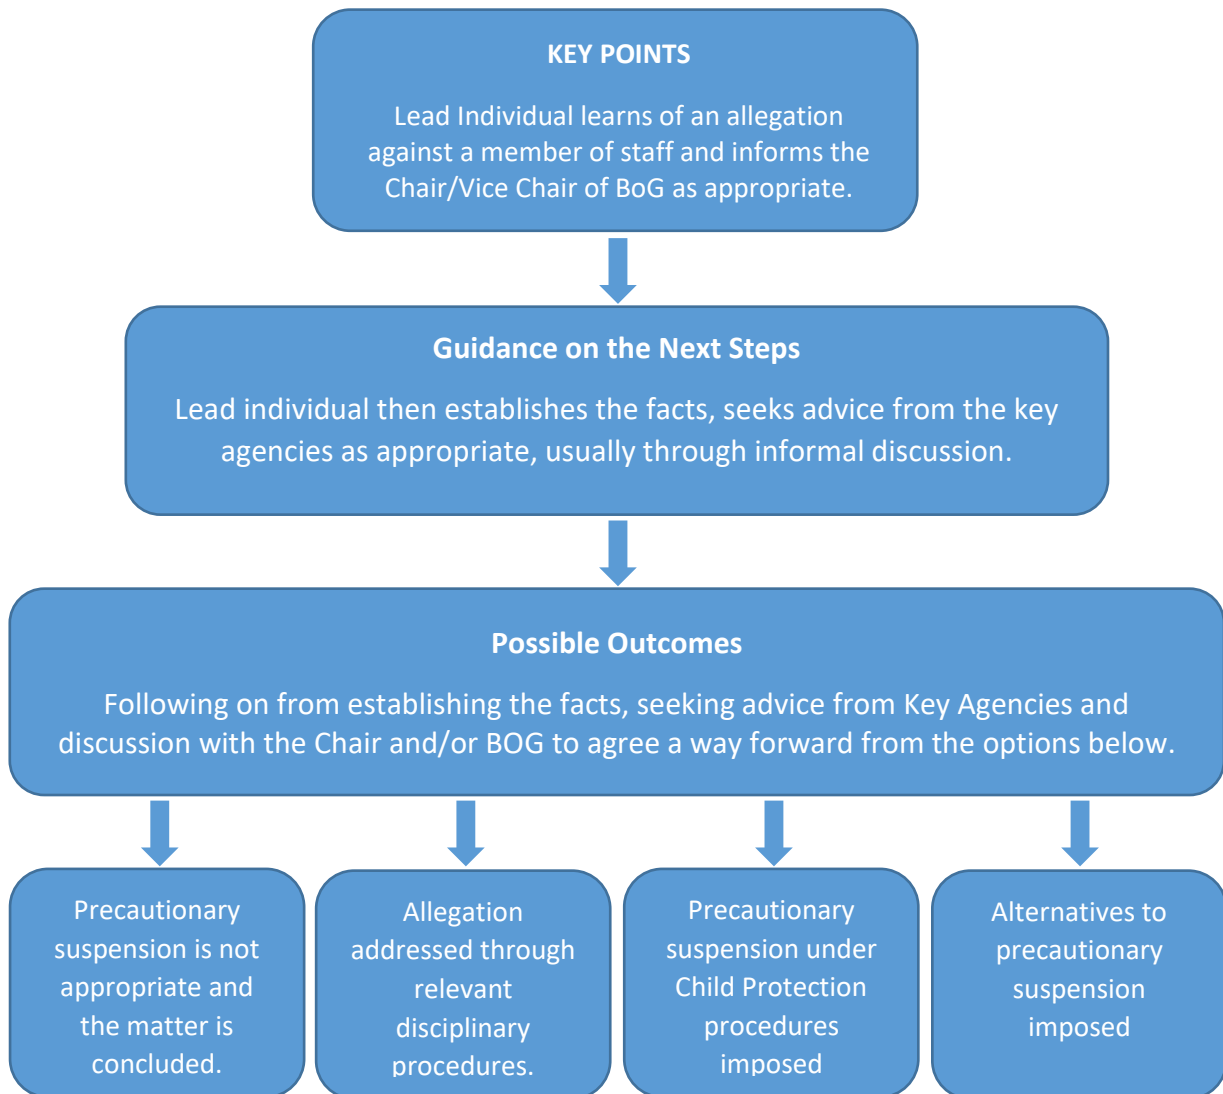 KEY POINTS
Lead Individual learns of an allegation
against a member of staff and informs the
Chair/Vice Chair of BoG as appropriate.
Guidance on the Next Steps
Lead individual then establishes the facts, seeks advice from the key
agencies as appropriate, usually through informal discussion.
Possible Outcomes
Following on from establishing the facts, seeking advice from Key Agencies and
discussion with the Chair and/or BOG to agree a way forward from the options below.
Precautionary
suspension is not
appropriate and
the matter is
concluded.
Allegation
addressed through
relevant
disciplinary
procedures.
Precautionary
suspension under
Child Protection
procedures
imposed
Alternatives to
precautionary
suspension
imposed